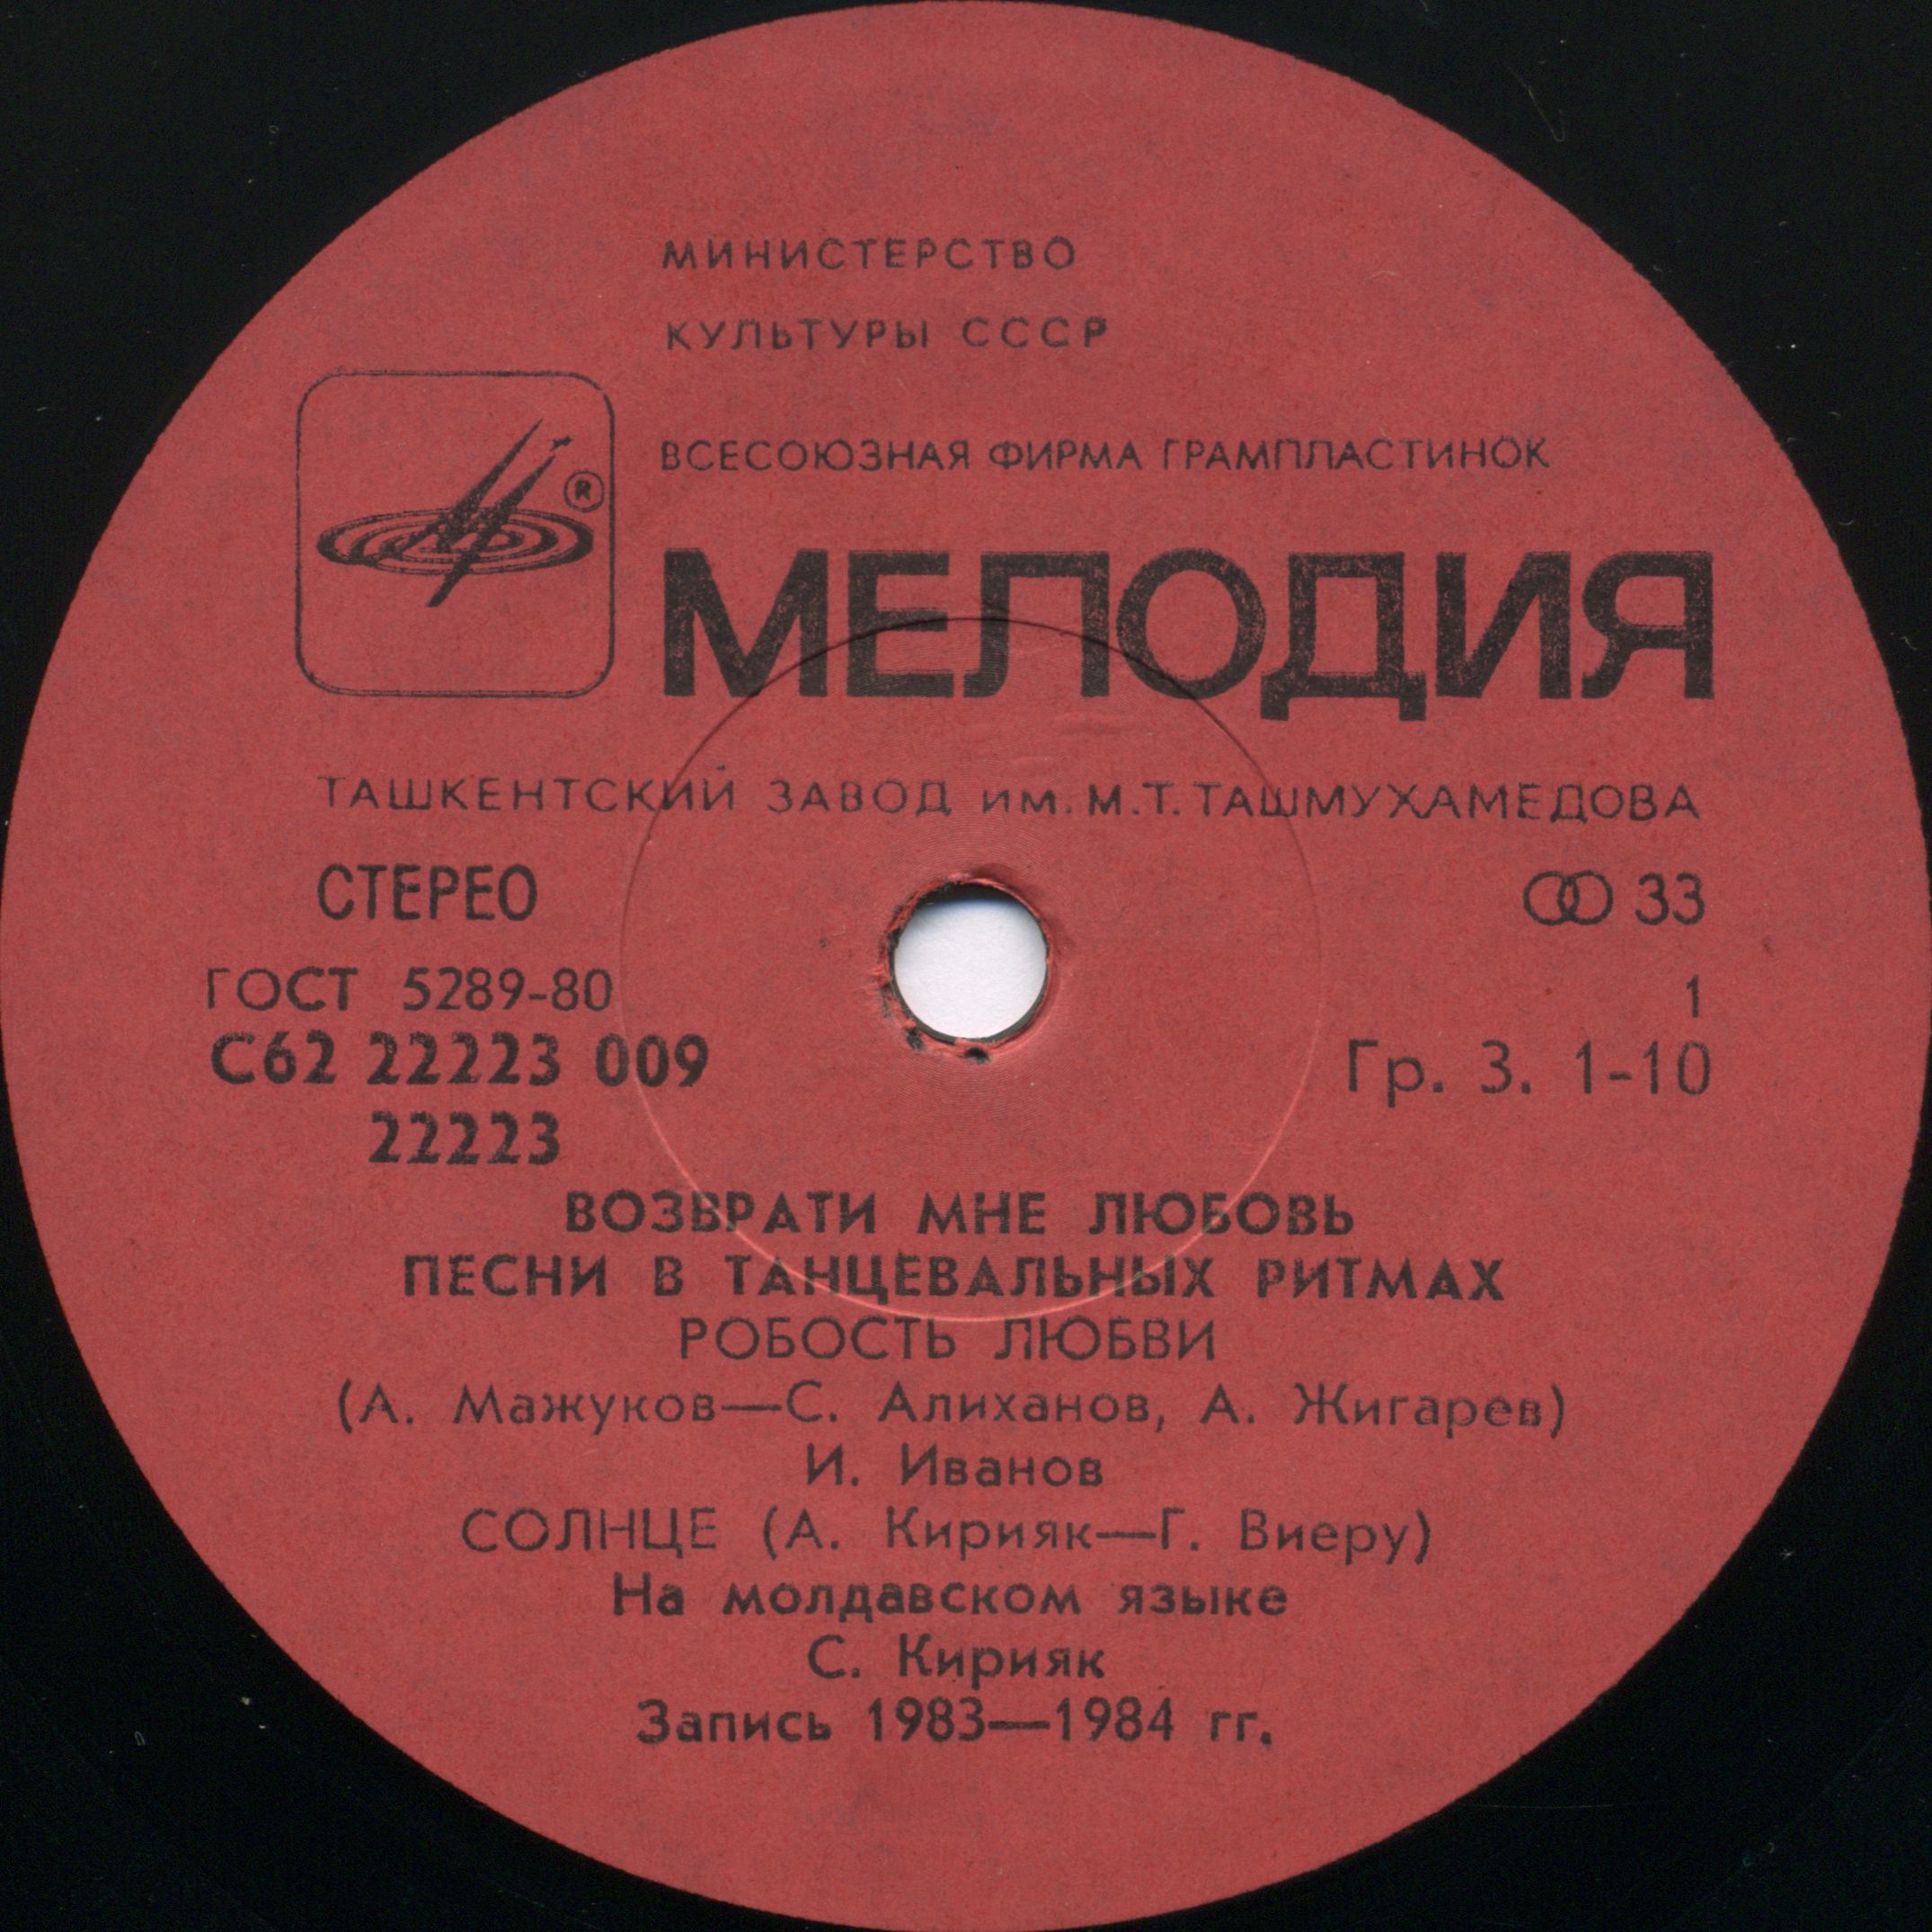 МИНИСТЕРСТВО
КУЛЬТУРЫ СССР
ВСЕСОЮЗНАЯ ФИРМА ГРАМПЛАСТИНОК
®
МЕЛОДИЯ
ТАШКЕНТСКИЙ ЗАВОД им. М.Т. ТАШМУХАМЕДОВА
СТЕРЕО 33
ГОСТ 5289-80 1
С62 22223 009 Гр. 3. 1-10
22223
ВОЗВРАТИ МНЕ ЛЮБОВЬ
ПЕСНИ В ТАНЦЕВАЛЬНЫХ РИТМАХ
РОБОСТЬ ЛЮБВИ
(А. Мажуков—С. Алиханов, А. Жигарев)
И. Иванов
СОЛНЦЕ (А. Кирияк—Г. Виеру)
На молдавском языке
С. Кирияк
Запись 1983—1984 гг.